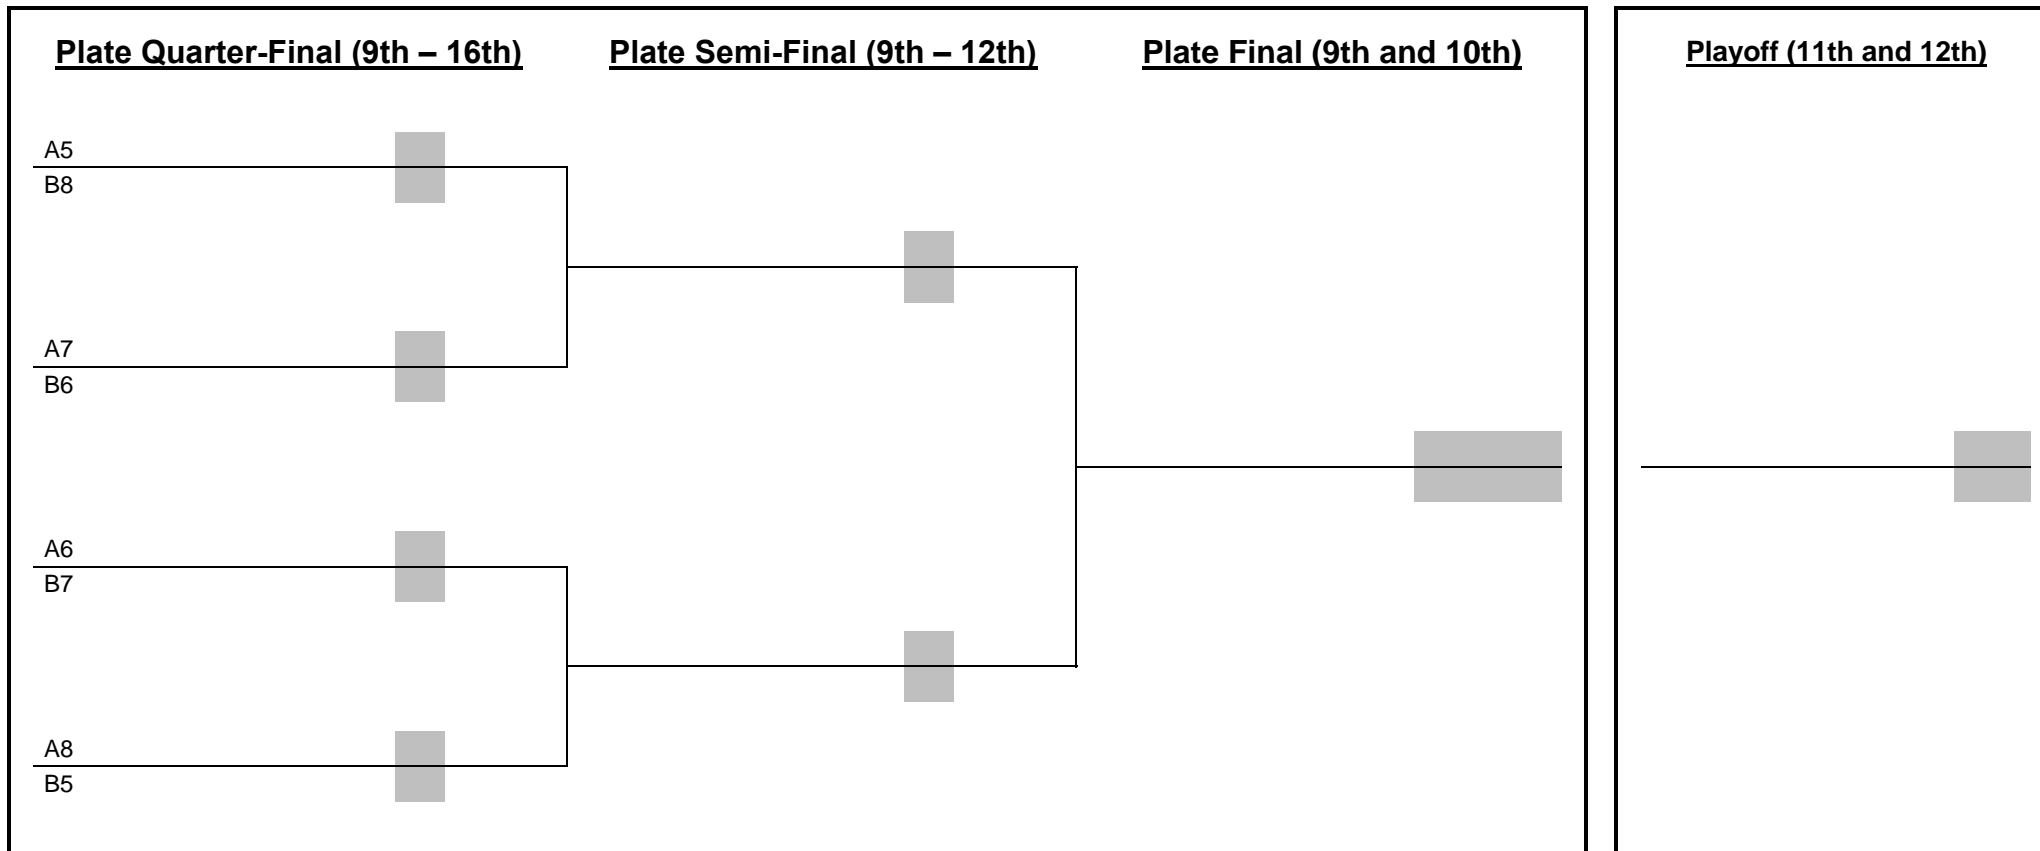 Plate Quarter-Final (9th – 16th)
Plate Semi-Final (9th – 12th)
Plate Final (9th and 10th)
Playoff (11th and 12th)
A5
B8
A7
B6
A6
B7
A8
B5